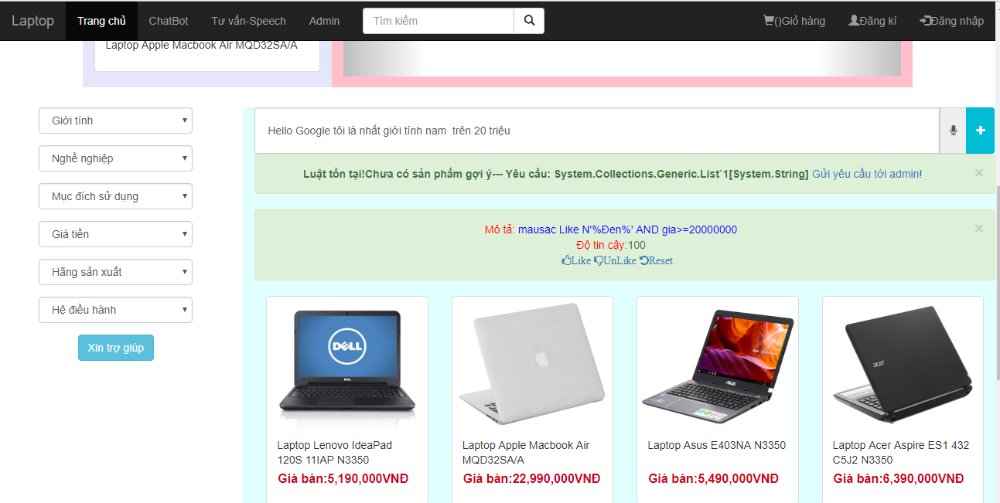 Laptop Trang chủ ChatBot Tư vấn-Speech Admin Tìm kiếm ()Giỏ hàng Đăng kí Đăng nhập
Laptop Apple Macbook Air MQD32SA/A
Giới tính
Nghề nghiệp
Mục đích sử dụng
Giá tiền
Hãng sản xuất
Hệ điều hành
Xin trợ giúp
Hello Google tôi là nhất giới tính nam  trên 20 triệu
Luật tồn tại!Chưa có sản phẩm gợi ý--- Yêu cầu: System.Collections.Generic.List`1[System.String] Gửi yêu cầu tới admin! ×
Mô tả: mausac Like N'%Đen%' AND gia>=20000000 ×
Độ tin cậy:100
Like UnLike Reset
DELL
DELL
ASUS
acer
Laptop Lenovo IdeaPad
120S 11IAP N3350
Giá bán:5,190,000VNĐ
Laptop Apple Macbook Air
MQD32SA/A
Giá bán:22,990,000VNĐ
Laptop Asus E403NA N3350
Giá bán:5,490,000VNĐ
Laptop Acer Aspire ES1 432
C5J2 N3350
Giá bán:6,390,000VNĐ